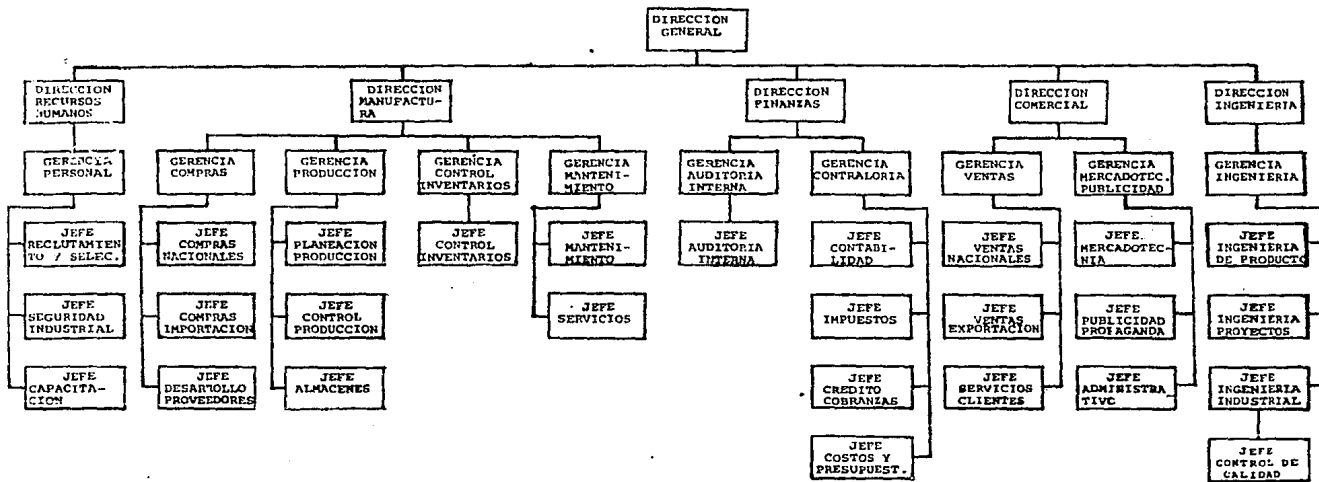 DIRECCION
GENERAL
DIRECCION
RECURSOS
HUMANOS
DIRECCION
MANUFACTU-
RA
DIRECCION
FINANZAS
DIRECCION
COMERCIAL
DIRECCION
INGENIERIA
GERENCIA
PERSONAL
GERENCIA
COMPRAS
GERENCIA
PRODUCCION
GERENCIA
CONTROL
INVENTARIOS
GERENCIA
MANTENI-
MIENTO
GERENCIA
AUDITORIA
INTERNA
GERENCIA
CONTRALORIA
GERENCIA
VENTAS
GERENCIA
MERCADOTEC.
PUBLICIDAD
GERENCIA
INGENIERIA
JEFE
RECLUTAMIEN
TO Y SELEC.
JEFE
COMPRAS
NACIONALES
JEFE
PLANEACION
PRODUCCION
JEFE
CONTROL
INVENTARIOS
JEFE
MANTENI-
MIENTO
JEFE
AUDITORIA
INTERNA
JEFE
CONTABI-
LIDAD
JEFE
VENTAS
NACIONALES
JEFE.
MERCADOTEC-
NIA
JEFE
INGENIERIA
DE PRODUCTO
JEFE
SEGURIDAD
INDUSTRIAL
JEFE
COMPRAS
IMPORTACION
JEFE
CONTROL
PRODUCCION
JEFE
SERVICIOS
JEFE
IMPUESTOS
JEFE
VENTAS
EXPORTACION
JEFE
PUBLICIDAD
PROPAGANDA
JEFE
INGENIERIA
PROYECTOS
JEFE
CAPACITA-
CION
JEFE
DESARROLLO
PROVEEDORES
JEFE
ALMACENES
JEFE
CREDITO
COBRANZAS
JEFE
SERVICIOS
CLIENTES
JEFE
ADMINISTRA
TIVO
JEFE
INGENIERIA
INDUSTRIAL
JEFE
COSTOS Y
PRESUPUEST.
JEFE
CONTROL DE
CALIDAD